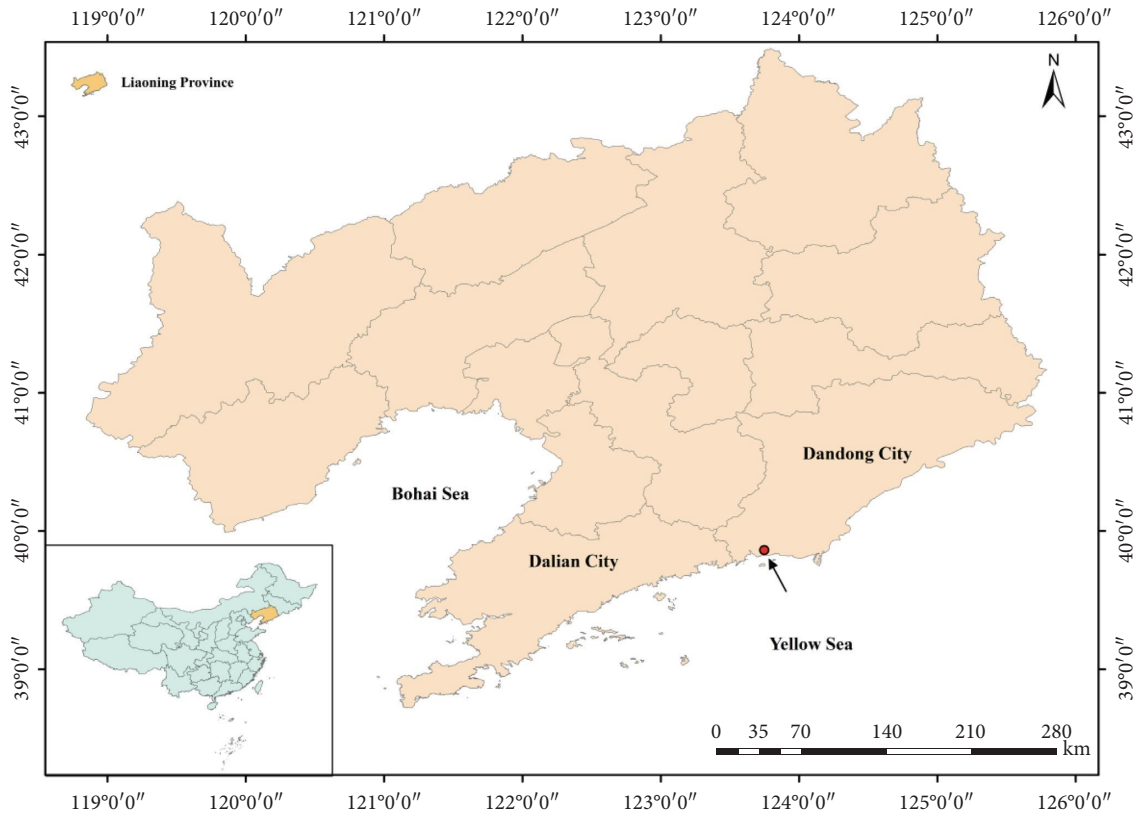 119°0′0″ 120°0′0″ 121°0′0″ 122°0′0″ 123°0′0″ 124°0′0″ 125°0′0″ 126°0′0″
Liaoning Province
N
43°0′0″ 43°0′0″
42°0′0″ 42°0′0″
41°0′0″ 41°0′0″
Dandong City
Bohai Sea
40°0′0″ 40°0′0″
Dalian City
Yellow Sea
39°0′0″ 39°0′0″
0 35 70 140 210 280
km
119°0′0″ 120°0′0″ 121°0′0″ 122°0′0″ 123°0′0″ 124°0′0″ 125°0′0″ 126°0′0″